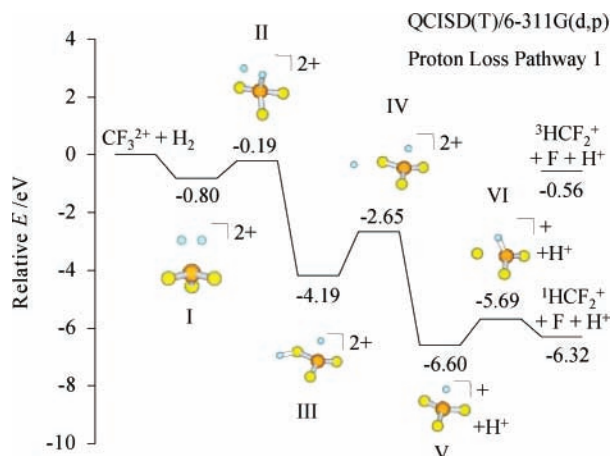 QCISD(T)/6-311G(d,p)
Proton Loss Pathway 1
Relative E /eV
4
2
0
-2
-4
-6
-8
-10
CF₃²⁺ + H₂
-0.80
I
2+
II
2+
-0.19
III
2+
-4.19
IV
2+
-2.65
V
+
+H⁺
-6.60
VI
+
+H⁺
-5.69
³HCF₂⁺
+ F + H⁺
-0.56
¹HCF₂⁺
+ F + H⁺
-6.32